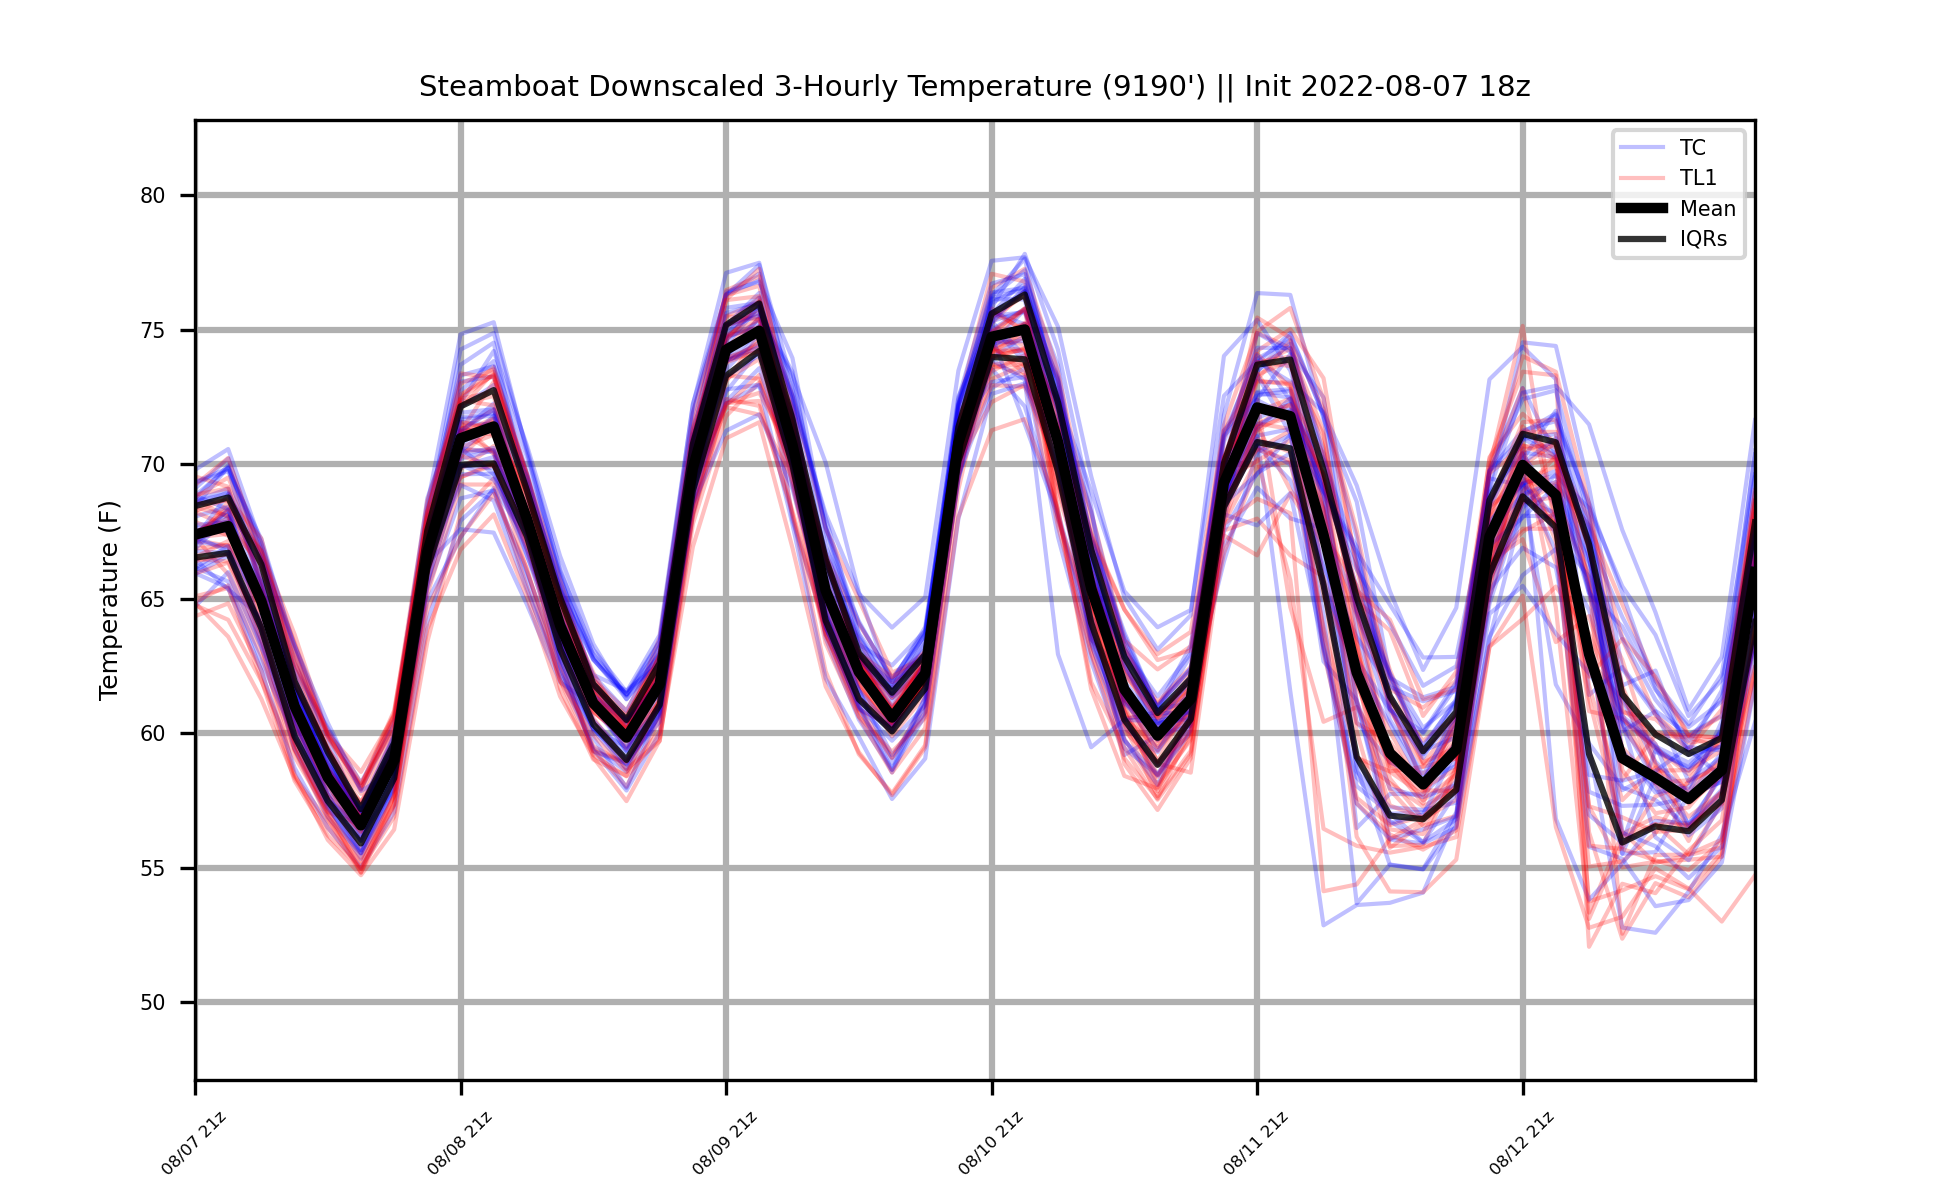 Steamboat Downscaled 3-Hourly Temperature (9190') || Init 2022-08-07 18z
TC
TL1
Mean
IQRs
Temperature (F)
80
75
70
65
60
55
50
08/07 21z
08/08 21z
08/09 21z
08/10 21z
08/11 21z
08/12 21z